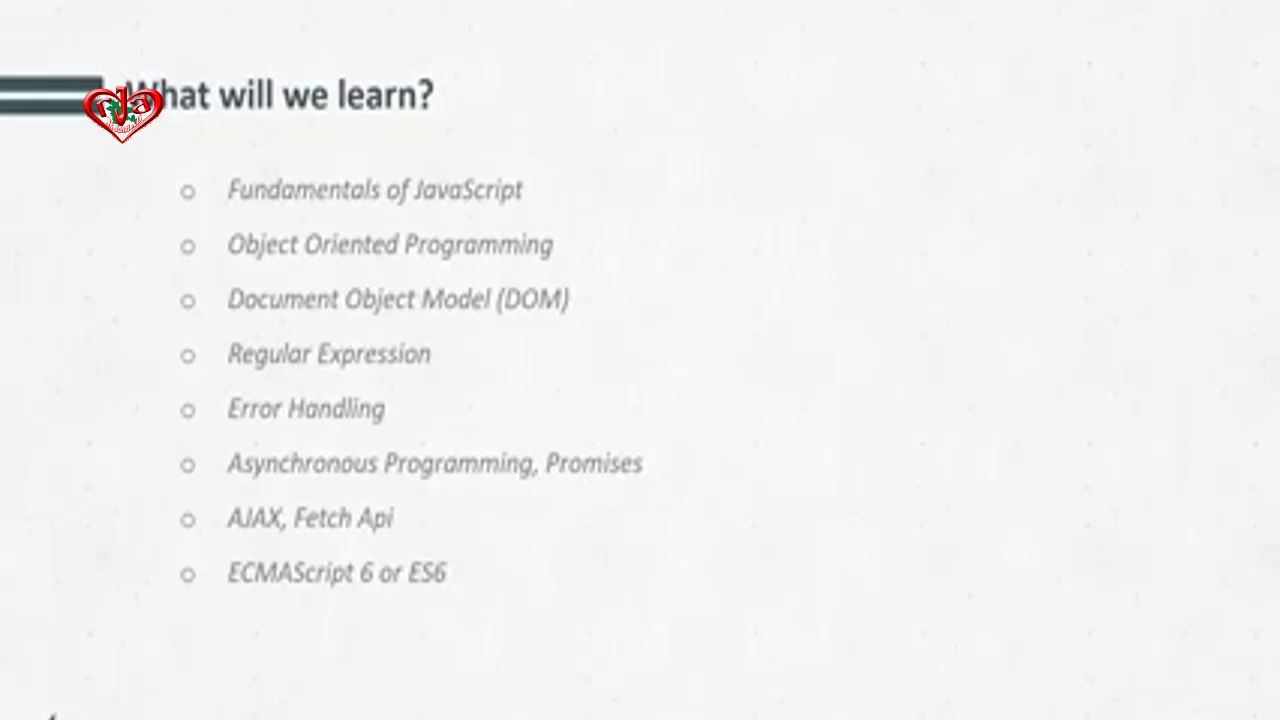 What will we learn?
Fundamentals of JavaScript
Object Oriented Programming
Document Object Model (DOM)
Regular Expression
Error Handling
Asynchronous Programming, Promises
AJAX, Fetch Api
ECMAScript 6 or ES6